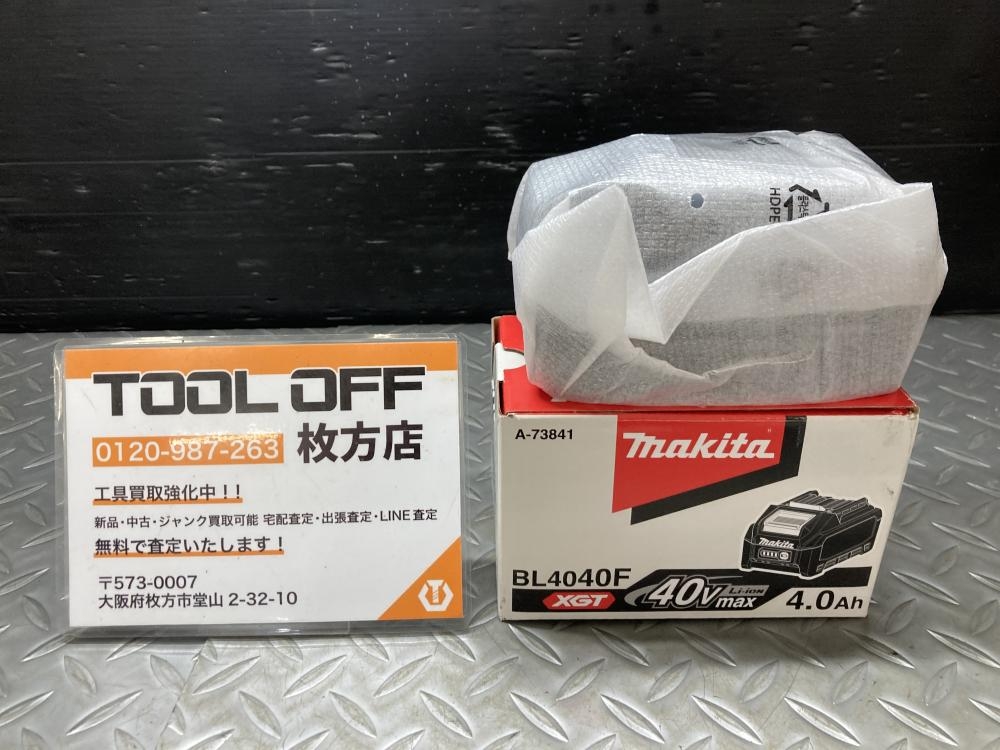 TOOL OFF
0120-987-263 枚方店
工具買取強化中！！
新品・中古・ジャンク買取可能 宅配査定・出張査定・LINE査定
無料で査定いたします！
〒573-0007
大阪府枚方市堂山 2-32-10
HDPE
A-73841
makita
makita
BL4040F
XGT
40Vmax
Li-ion
4.0Ah